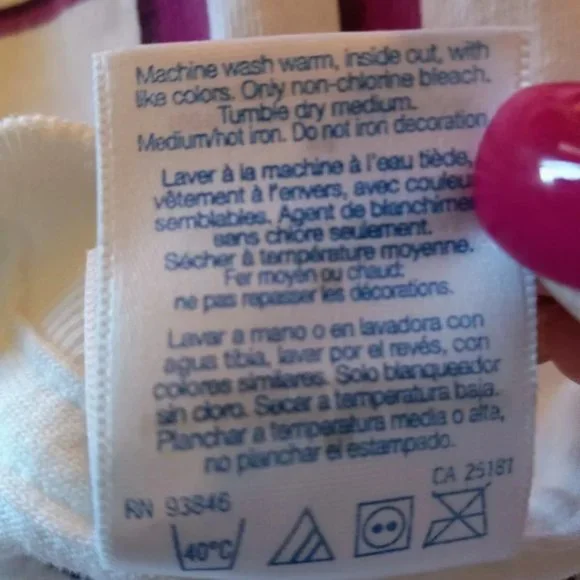 Machine wash warm, inside out, with
like colors. Only non-chlorine bleach.
Tumble dry medium.
Medium/hot iron. Do not iron decoration
Laver à la machine à l'eau tiède,
vêtement à l'envers, avec couleu
semblables. Agent de blanchime
sans chlore seulement.
Sécher à température moyenne.
Fer moyen ou chaud:
ne pas repasser les décorations.
Lavar a mano o en lavadora con
agua tibia, lavar por el revés, con
colores similares. Solo blanqueador
sin cloro. Secar a temperatura baja.
Planchar a temperatura media o alta,
no planchar el estampado.
RN 93846 CA 25181
40°C